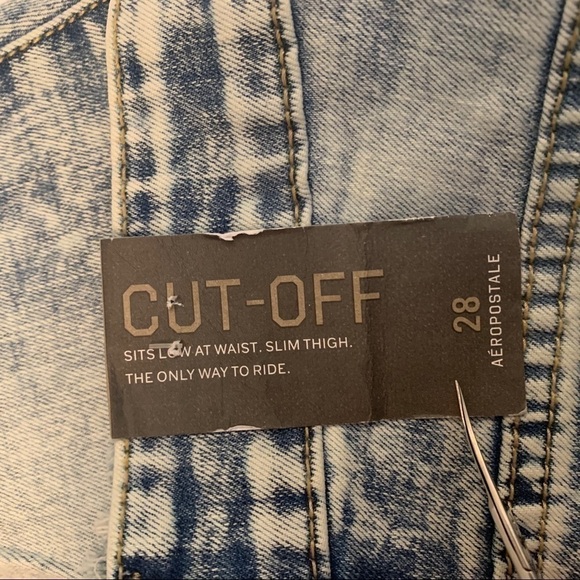 CUT-OFF
SITS LOW AT WAIST. SLIM THIGH.
THE ONLY WAY TO RIDE.
28
AÉROPOSTALE